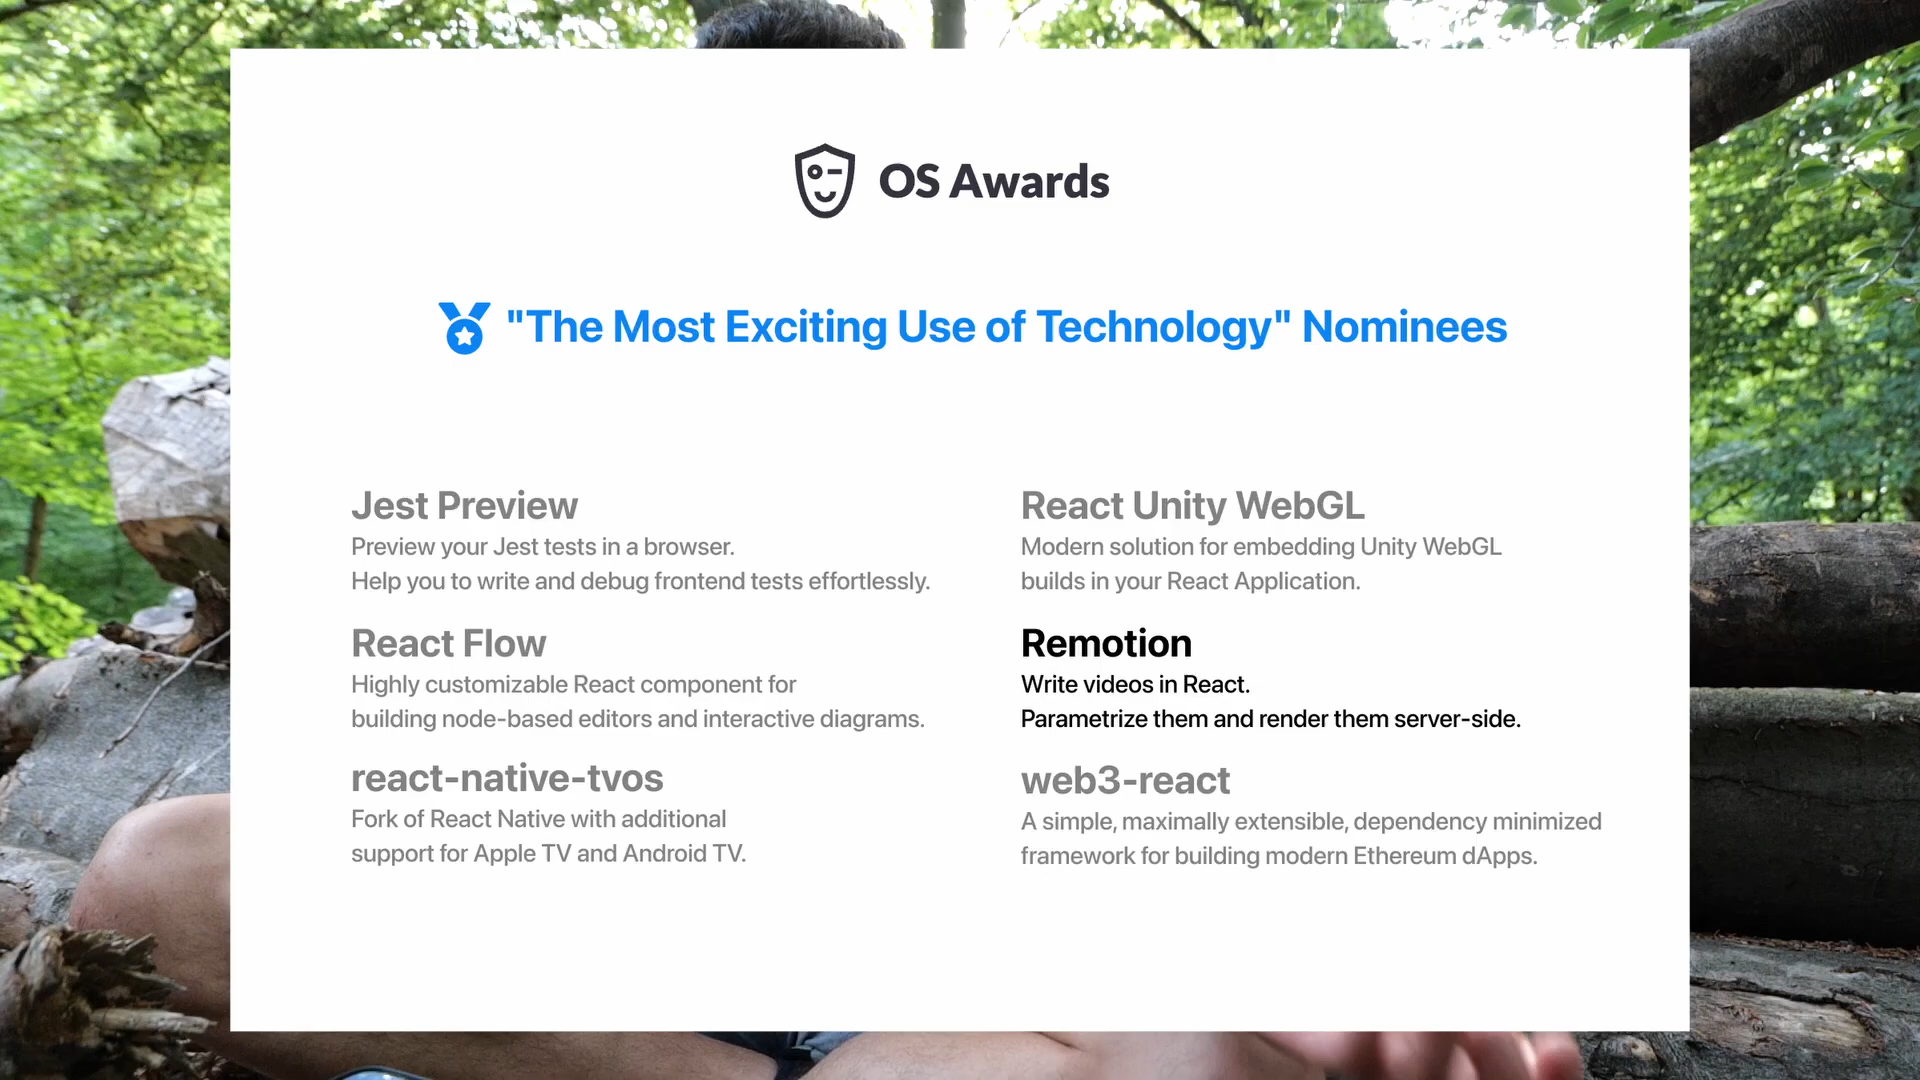 OS Awards
"The Most Exciting Use of Technology" Nominees
Jest Preview
Preview your Jest tests in a browser.
Help you to write and debug frontend tests effortlessly.
React Flow
Highly customizable React component for
building node-based editors and interactive diagrams.
react-native-tvos
Fork of React Native with additional
support for Apple TV and Android TV.
React Unity WebGL
Modern solution for embedding Unity WebGL
builds in your React Application.
Remotion
Write videos in React.
Parametrize them and render them server-side.
web3-react
A simple, maximally extensible, dependency minimized
framework for building modern Ethereum dApps.